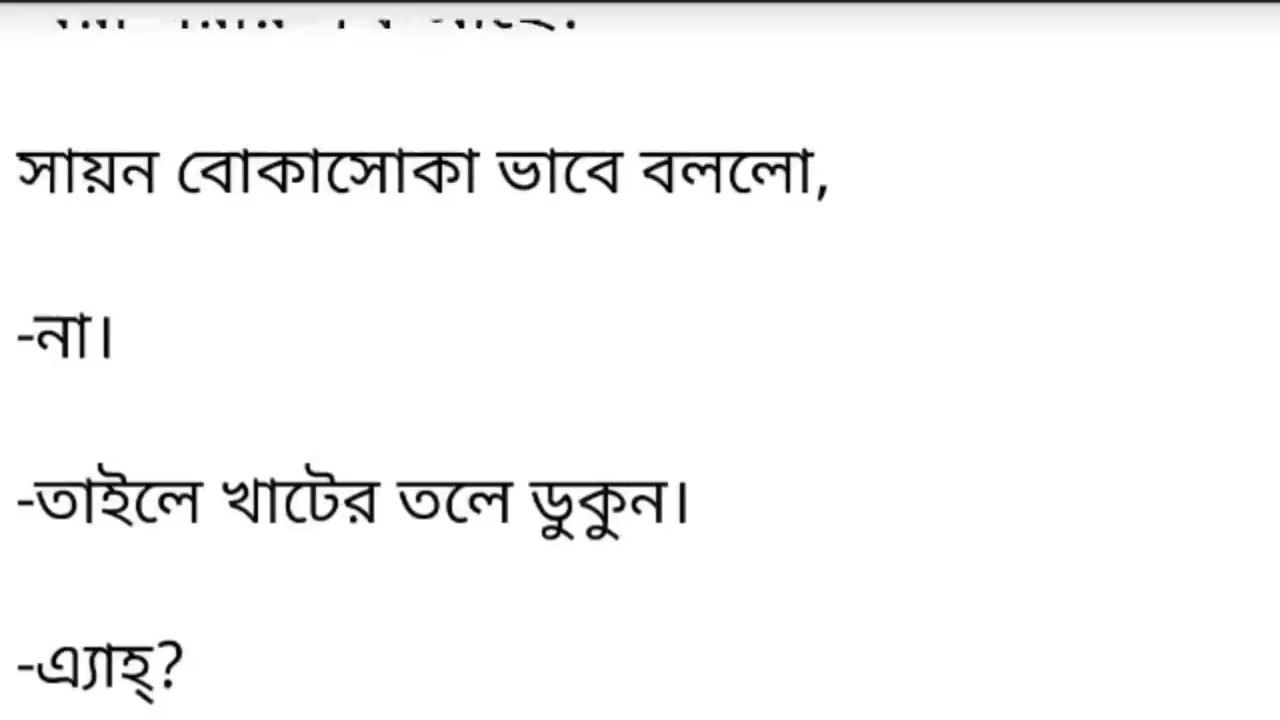 সায়ন বোকাসোকা ভাবে বললো,
-না।
-তাইলে খাটের তলে ডুকুন।
-এ্যাহ্?